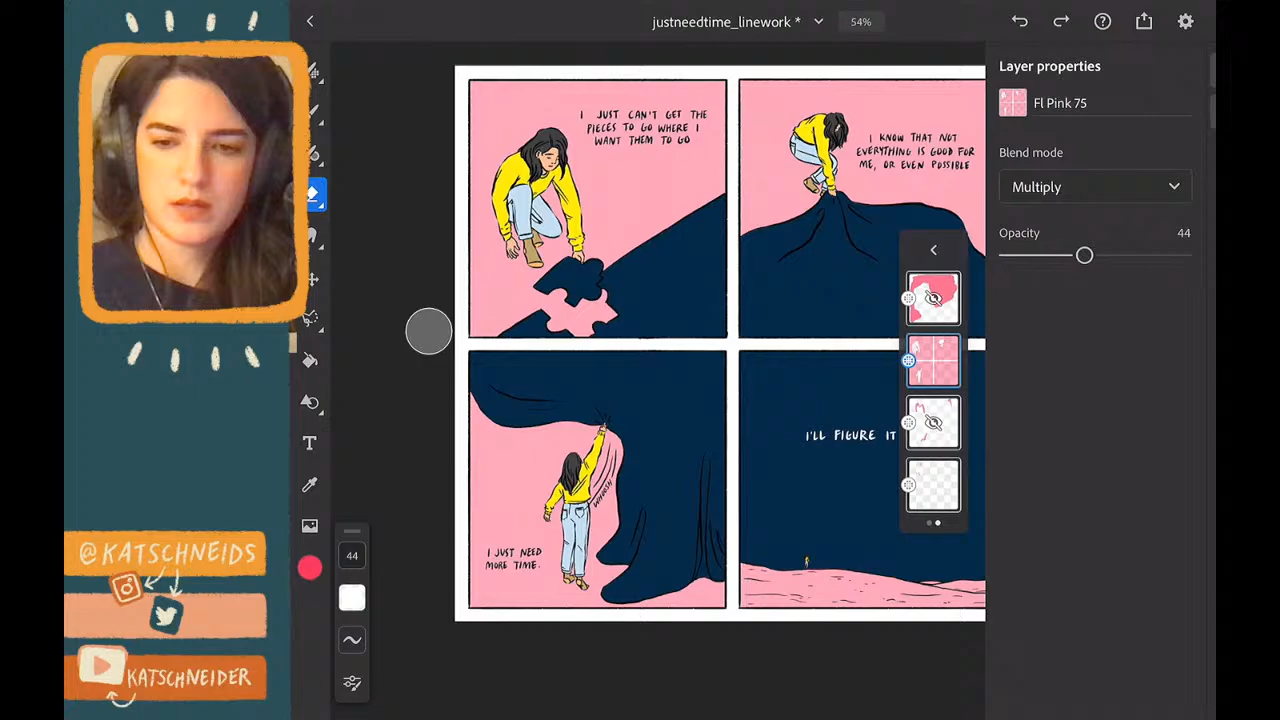 justneedtime_linework *
54%
Layer properties
Fl Pink 75
Blend mode
Multiply
Opacity
44
I JUST CAN'T GET THE
PIECES TO GO WHERE I
WANT THEM TO GO
I KNOW THAT NOT
EVERYTHING IS GOOD FOR
ME, OR EVEN POSSIBLE
WHOOSH
I JUST NEED
MORE TIME.
I'LL FIGURE IT
T
44
@KATSCHNEIDS
KATSCHNEIDER